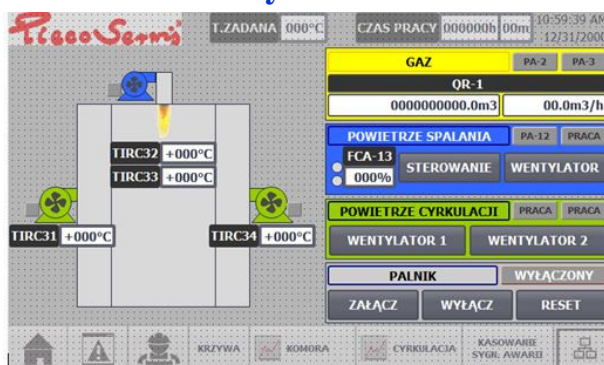 PieccoSerwis
T.ZADANA 000°C
CZAS PRACY 000000h 00m
10:59:39 AM
12/31/2000
GAZ PA-2 PA-3
QR-1
0000000000.0m3 00.0m3/h
POWIETRZE SPALANIA PA-12 PRACA
FCA-13
000%
STEROWANIE WENTYLATOR
TIRC32 +000°C
TIRC33 +000°C
POWIETRZE CYRKULACJI PRACA PRACA
TIRC31 +000°C
TIRC34 +000°C
WENTYLATOR 1 WENTYLATOR 2
PALNIK WYŁĄCZONY
ZAŁĄCZ WYŁĄCZ RESET
KRZYWA KOMORA CYRKULACJA
KASOWANIE
SYGN. AWARII